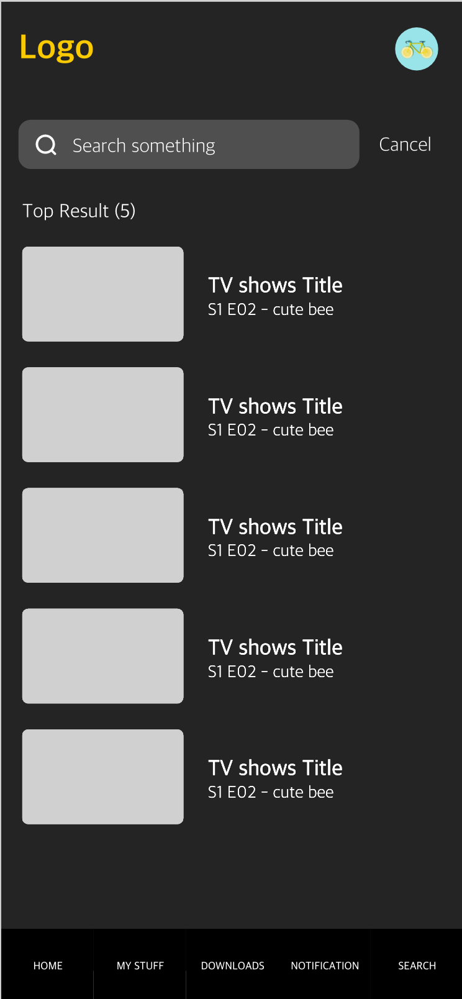 Logo
Search something
Cancel
Top Result (5)
TV shows Title
S1 E02 - cute bee
TV shows Title
S1 E02 - cute bee
TV shows Title
S1 E02 - cute bee
TV shows Title
S1 E02 - cute bee
TV shows Title
S1 E02 - cute bee
HOME
MY STUFF
DOWNLOADS
NOTIFICATION
SEARCH